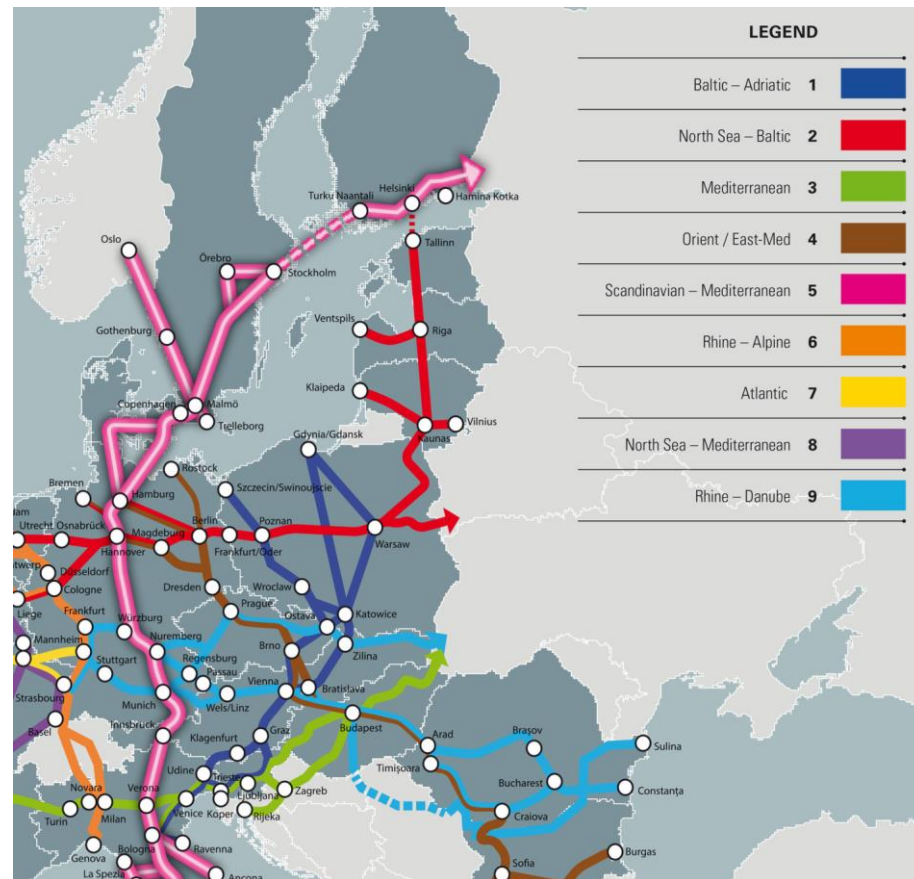 LEGEND
Baltic – Adriatic 1
North Sea – Baltic 2
Mediterranean 3
Orient / East-Med 4
Scandinavian – Mediterranean 5
Rhine – Alpine 6
Atlantic 7
North Sea – Mediterranean 8
Rhine – Danube 9
Helsinki
Turku Naantali
Hamina Kotka
Oslo
Tallinn
Örebro
Stockholm
Ventspils
Riga
Gothenburg
Klaipeda
Copenhagen
Malmö
Trelleborg
Vilnius
Kaunas
Gdynia/Gdansk
Rostock
Bremen
Szczecin/Swinoujscie
Hamburg
Berlin
Poznan
Utrecht
Osnabrück
Magdeburg
Hannover
Frankfurt/Oder
Warsaw
Düsseldorf
Cologne
Dresden
Wroclaw
Liege
Frankfurt
Prague
Ostava
Katowice
Würzburg
Mannheim
Nuremberg
Brno
Zilina
Stuttgart
Regensburg
Passau
Strasbourg
Vienna
Bratislava
Munich
Wels/Linz
Basel
Innsbruck
Budapest
Graz
Arad
Braşov
Sulina
Klagenfurt
Timişoara
Udine
Trieste
Bucharest
Constanţa
Novara
Verona
Ljubljana
Zagreb
Turin
Milan
Venice
Koper
Rijeka
Craiova
Bologna
Genova
Ravenna
Sofia
Burgas
La Spezia
Ancona